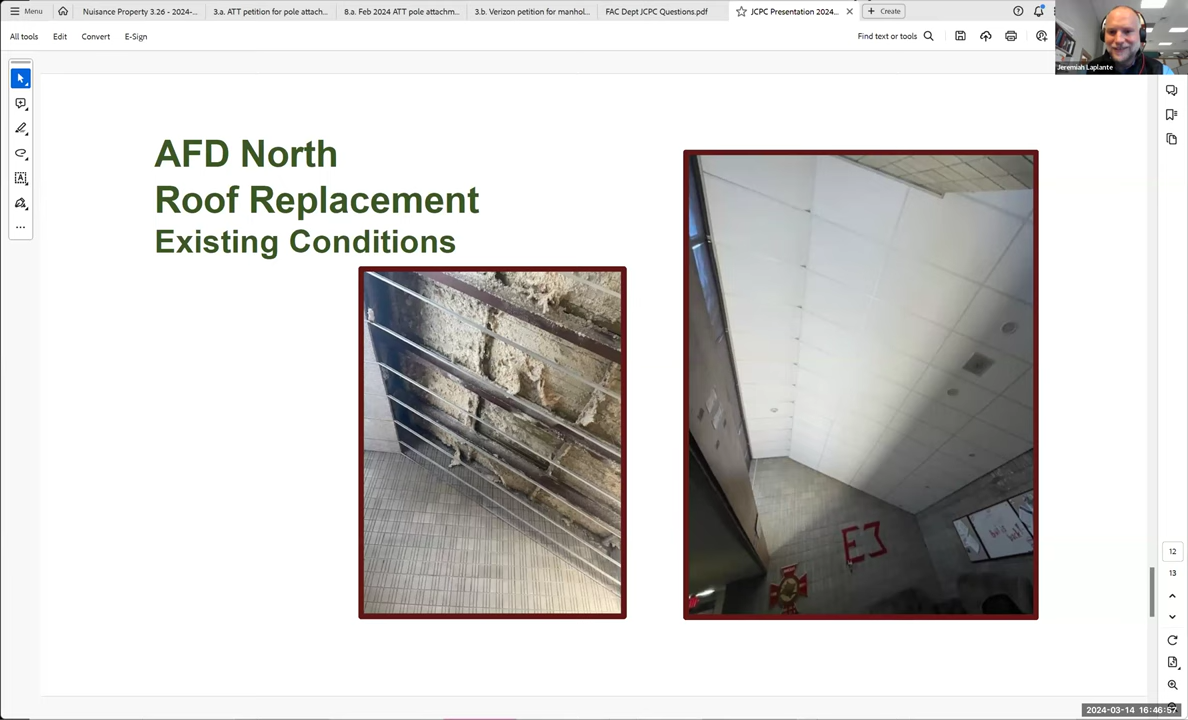 Menu
Nuisance Property 3.26 - 2024-...
3.a. ATT petition for pole attach...
8.a. Feb 2024 ATT pole attachm...
3.b. Verizon petition for manhol...
FAC Dept JCPC Questions.pdf
JCPC Presentation 2024...
Create
All tools
Edit
Convert
E-Sign
Find text or tools
Jeremiah Laplante
AFD North
Roof Replacement
Existing Conditions
E3
12
13
2024-03-14 16:46:57